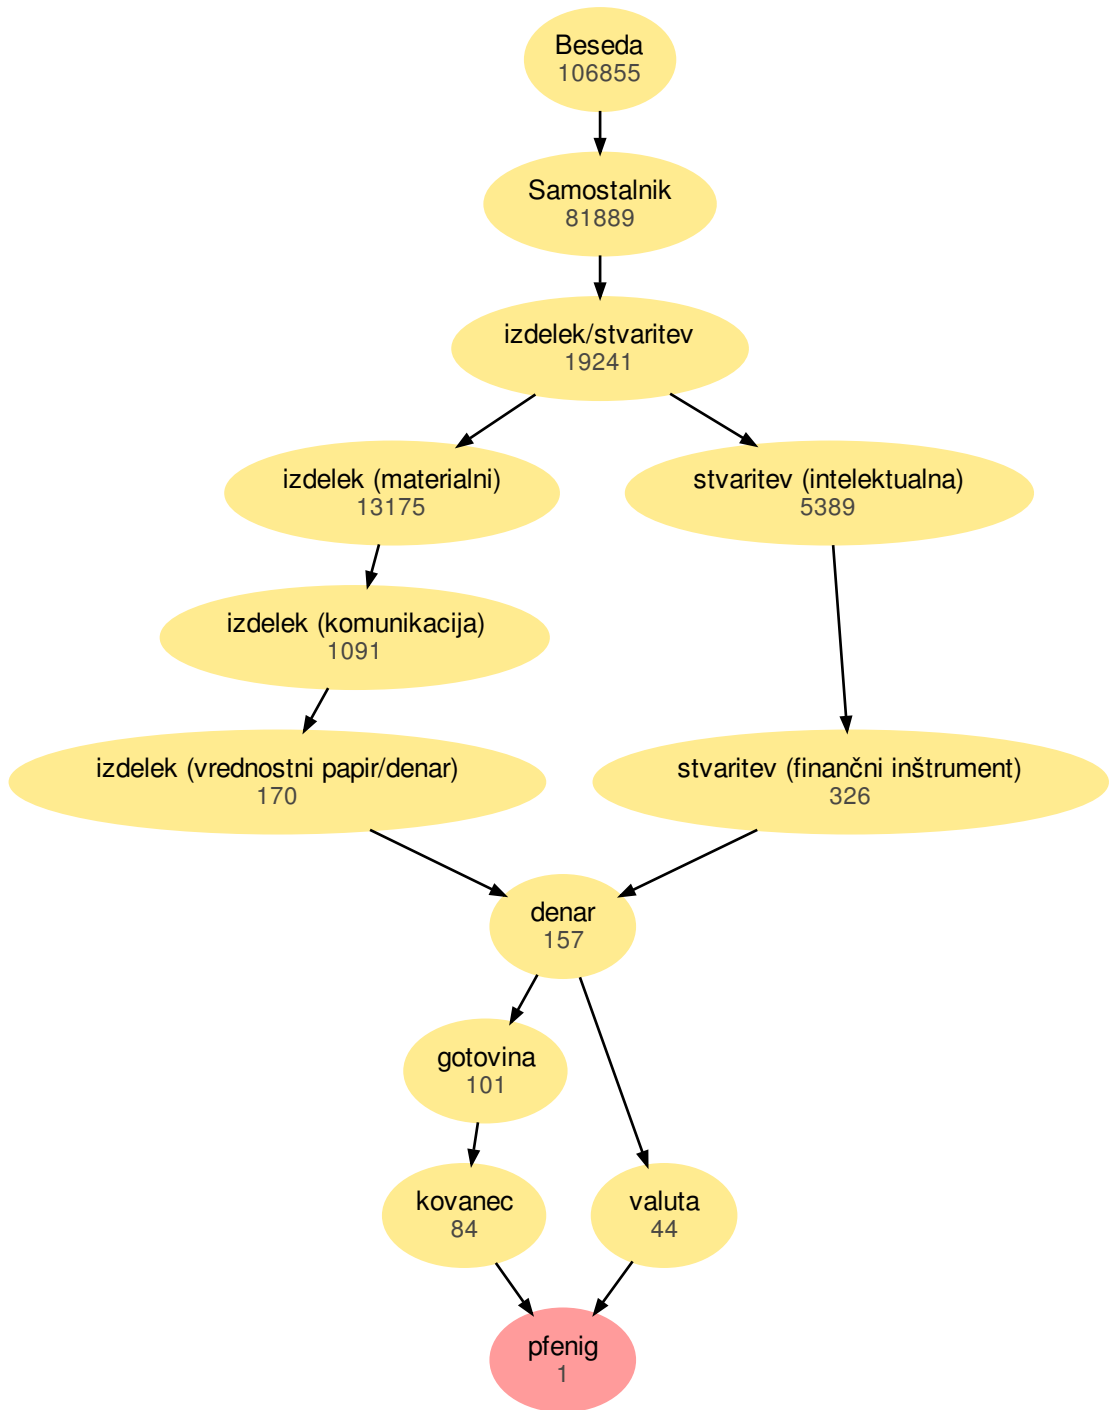 Beseda
106855
Samostalnik
81889
izdelek/stvaritev
19241
izdelek (materialni)
13175
stvaritev (intelektualna)
5389
izdelek (komunikacija)
1091
izdelek (vrednostni papir/denar)
170
stvaritev (finančni inštrument)
326
denar
157
gotovina
101
kovanec
84
valuta
44
pfenig
1